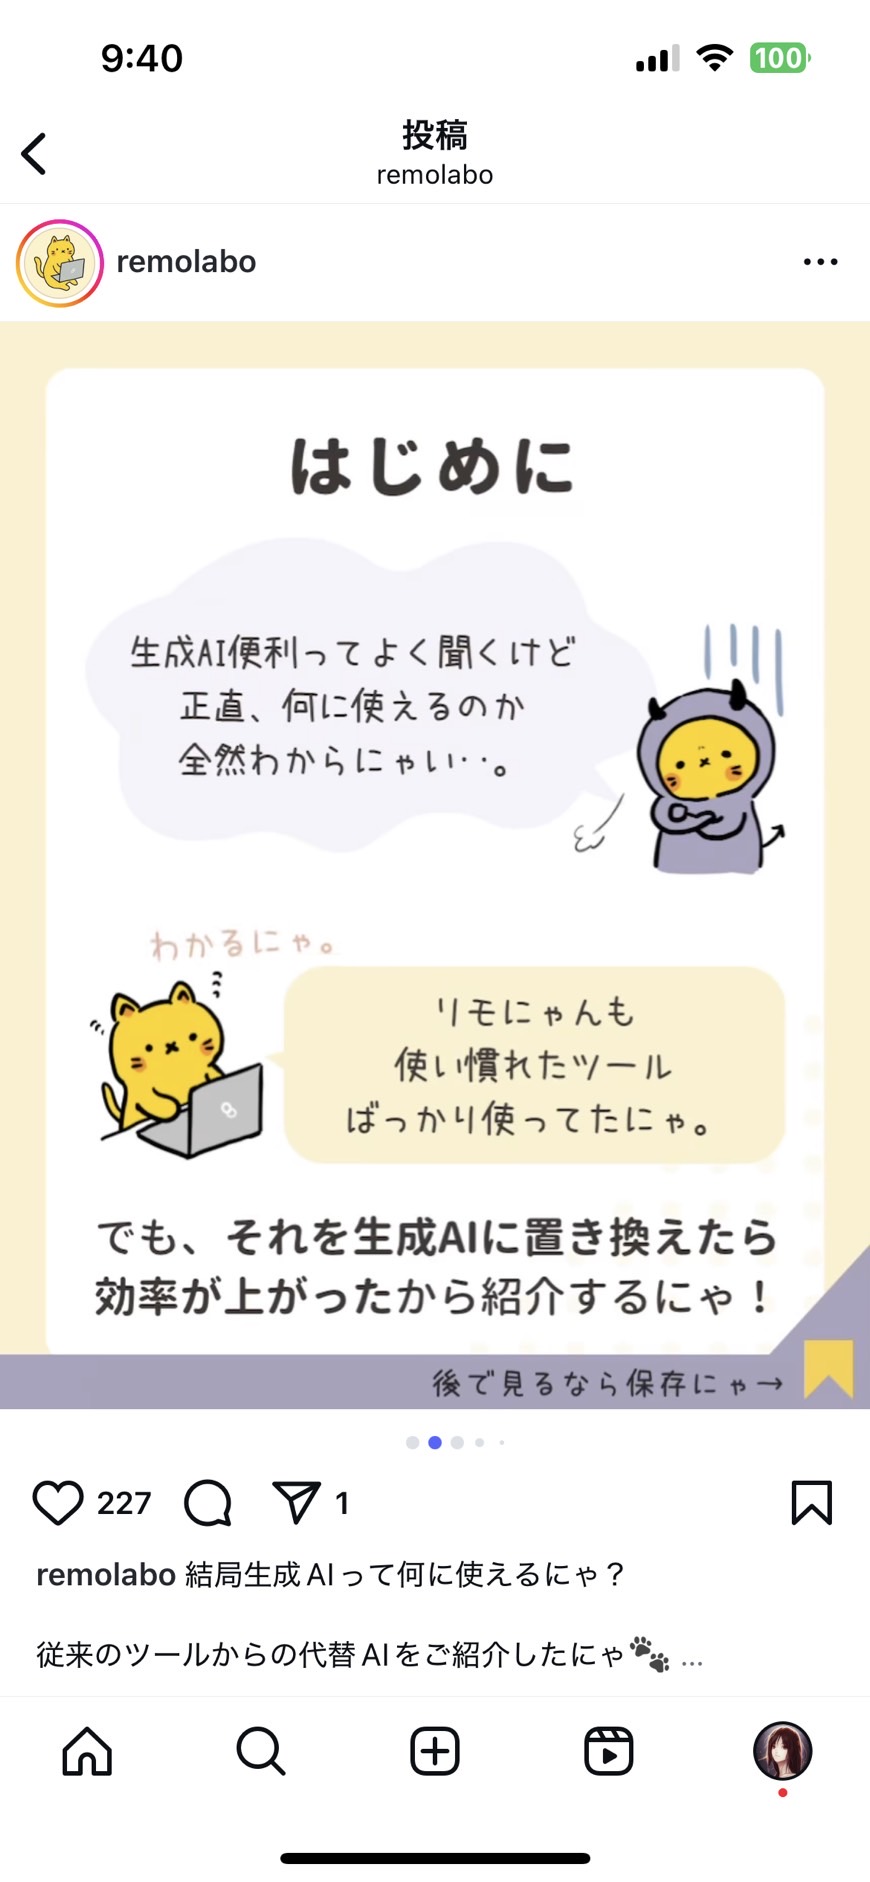 9:40
100
投稿
remolabo
remolabo
はじめに
生成AI便利ってよく聞くけど
正直、何に使えるのか
全然わからにゃい‥。
わかるにゃ。
リモにゃんも
使い慣れたツール
ばっかり使ってたにゃ。
でも、それを生成AIに置き換えたら
効率が上がったから紹介するにゃ！
後で見るなら保存にゃ→
227
1
remolabo 結局生成AIって何に使えるにゃ？
従来のツールからの代替AIをご紹介したにゃ🐾 ...